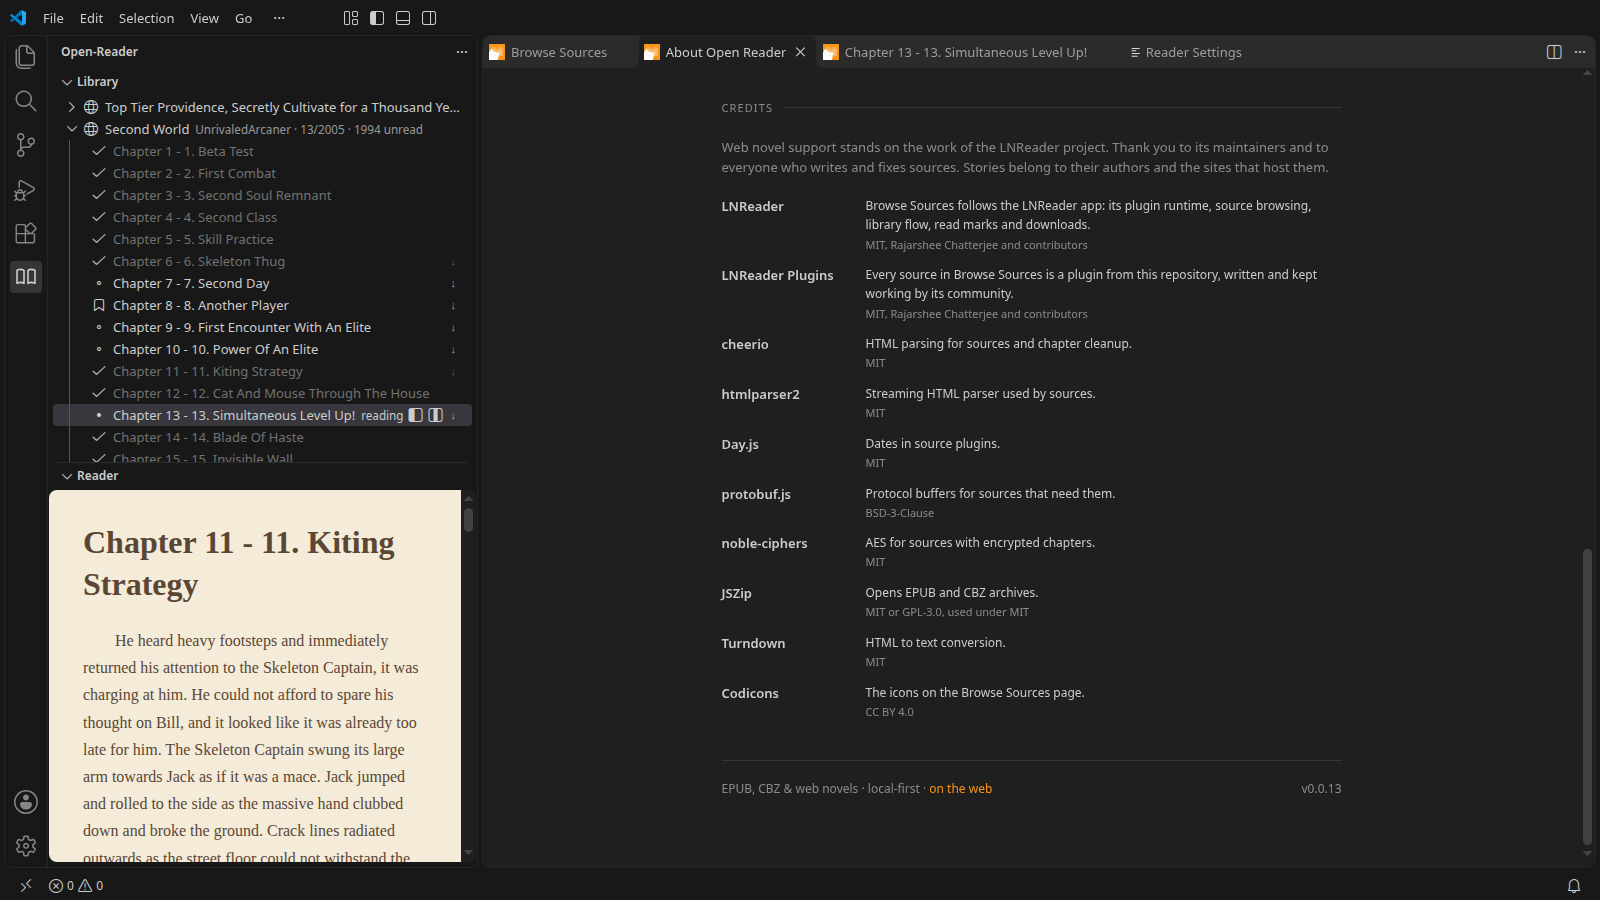 File Edit Selection View Go ···
Open-Reader ···
Library
Top Tier Providence, Secretly Cultivate for a Thousand Ye...
Second World UnrivaledArcaner · 13/2005 · 1994 unread
Chapter 1 - 1. Beta Test
Chapter 2 - 2. First Combat
Chapter 3 - 3. Second Soul Remnant
Chapter 4 - 4. Second Class
Chapter 5 - 5. Skill Practice
Chapter 6 - 6. Skeleton Thug ↓
Chapter 7 - 7. Second Day ↓
Chapter 8 - 8. Another Player ↓
Chapter 9 - 9. First Encounter With An Elite ↓
Chapter 10 - 10. Power Of An Elite ↓
Chapter 11 - 11. Kiting Strategy ↓
Chapter 12 - 12. Cat And Mouse Through The House
Chapter 13 - 13. Simultaneous Level Up! reading ↓
Chapter 14 - 14. Blade Of Haste
Chapter 15 - 15. Invisible Wall
Reader
Chapter 11 - 11. Kiting
Strategy
He heard heavy footsteps and immediately
returned his attention to the Skeleton Captain, it was
charging at him. He could not afford to spare his
thought on Bill, and it looked like it was already too
late for him. The Skeleton Captain swung its large
arm towards Jack as if it was a mace. Jack jumped
and rolled to the side as the massive hand clubbed
down and broke the ground. Crack lines radiated
outwards as the street floor could not withstand the
Browse Sources
About Open Reader
Chapter 13 - 13. Simultaneous Level Up!
Reader Settings
···
CREDITS
Web novel support stands on the work of the LNReader project. Thank you to its maintainers and to
everyone who writes and fixes sources. Stories belong to their authors and the sites that host them.
LNReader
Browse Sources follows the LNReader app: its plugin runtime, source browsing,
library flow, read marks and downloads.
MIT, Rajarshee Chatterjee and contributors
LNReader Plugins
Every source in Browse Sources is a plugin from this repository, written and kept
working by its community.
MIT, Rajarshee Chatterjee and contributors
cheerio
HTML parsing for sources and chapter cleanup.
MIT
htmlparser2
Streaming HTML parser used by sources.
MIT
Day.js
Dates in source plugins.
MIT
protobuf.js
Protocol buffers for sources that need them.
BSD-3-Clause
noble-ciphers
AES for sources with encrypted chapters.
MIT
JSZip
Opens EPUB and CBZ archives.
MIT or GPL-3.0, used under MIT
Turndown
HTML to text conversion.
MIT
Codicons
The icons on the Browse Sources page.
CC BY 4.0
EPUB, CBZ & web novels · local-first · on the web
v0.0.13
0 0